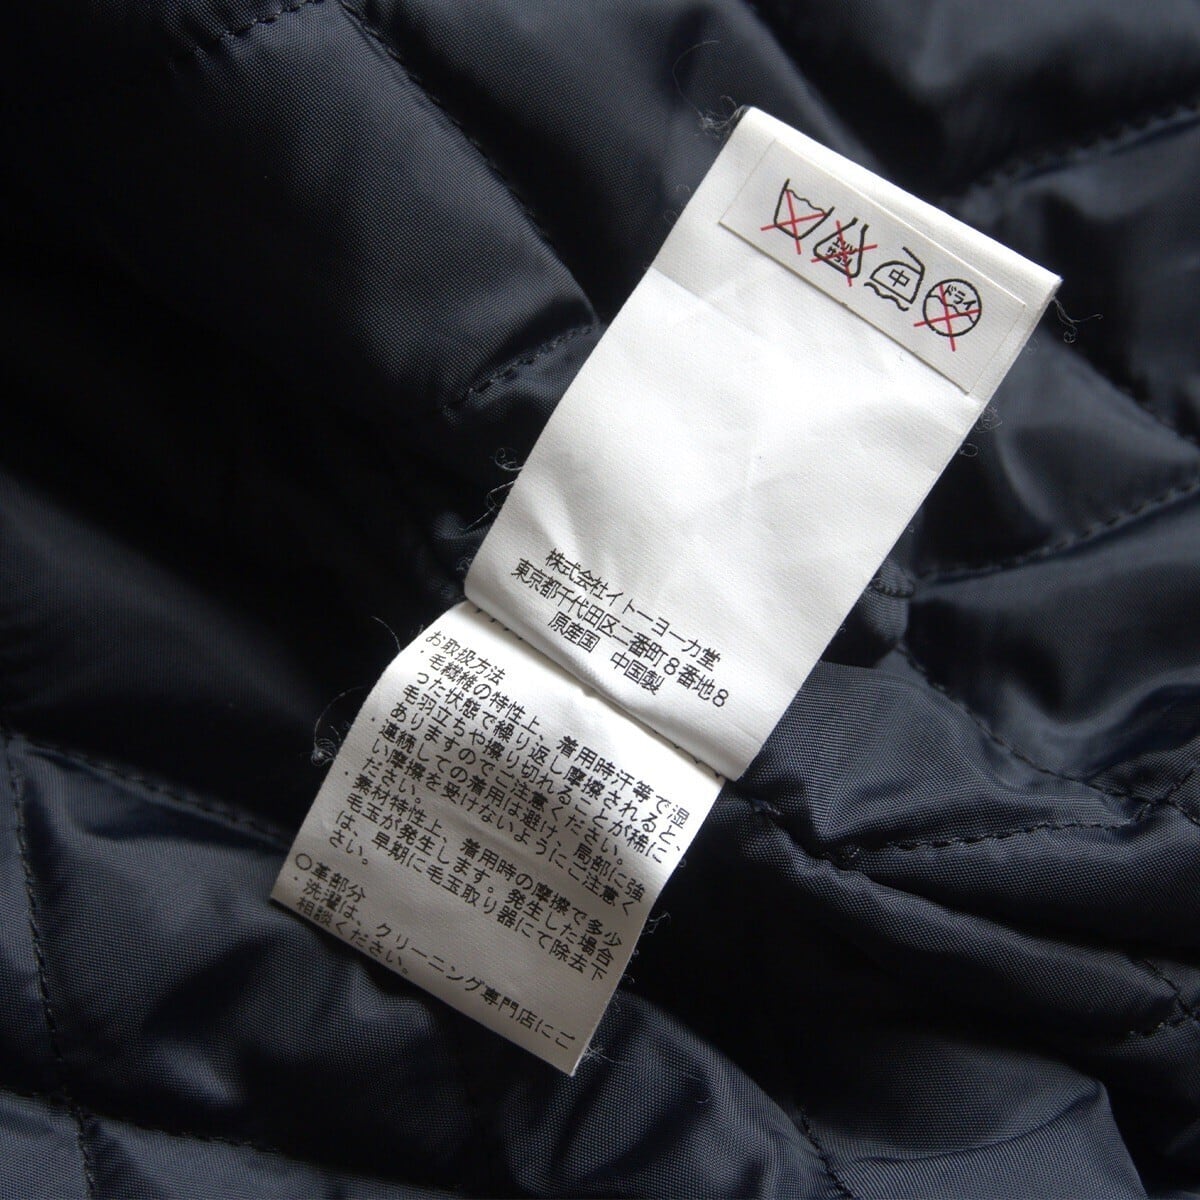 エンソ
サラシ
中
ドライ
株式会社イトーヨーカ堂
東京都千代田区二番町8番地8
原産国 中国製
お取扱方法
・毛繊維の特性上、着用時汗等で湿
った状態で繰り返し摩擦されると、
毛羽立ちや擦り切れることが稀に
ありますのでご注意ください。
・連続しての着用は避け、局部に強
い摩擦を受けないようにご注意く
ださい。
・素材特性上、着用時の摩擦で多少
毛玉が発生します。発生した場合
は、早期に毛玉取り器にて除去下
さい。
○革部分
・洗濯は、クリーニング専門店にご
相談ください。